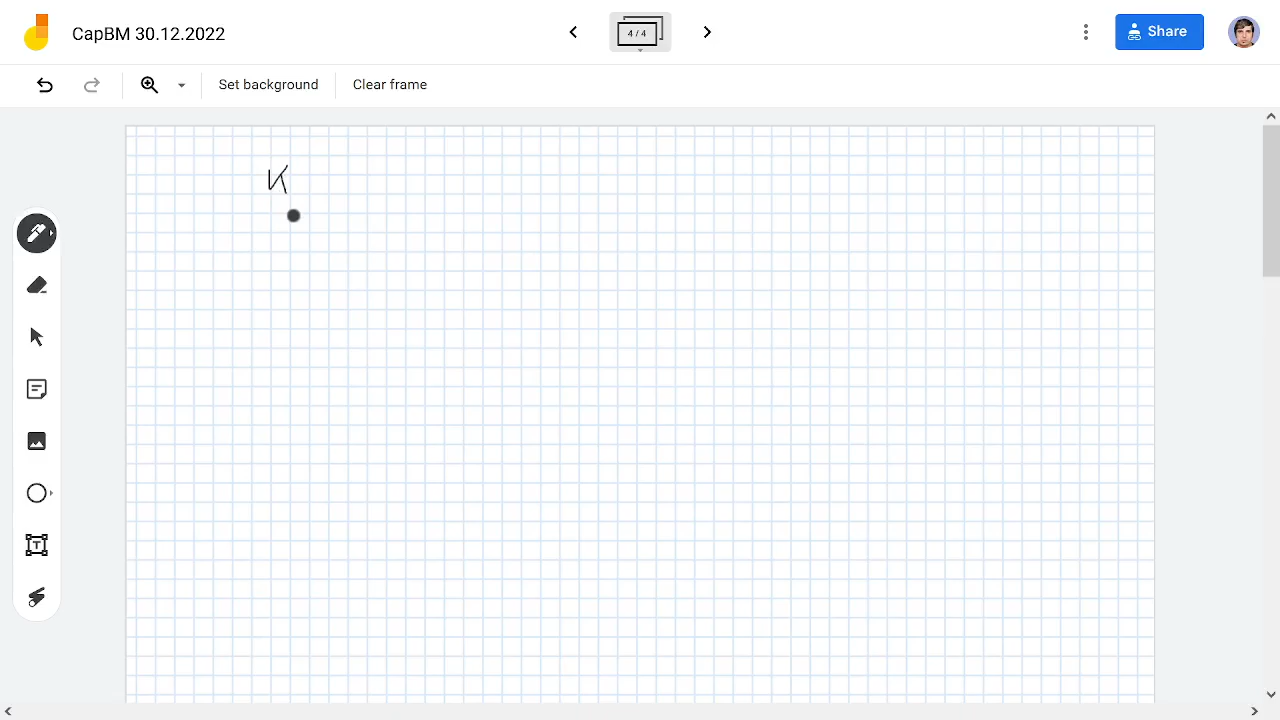 CapBM 30.12.2022
4 / 4
Share
Set background
Clear frame
K
T